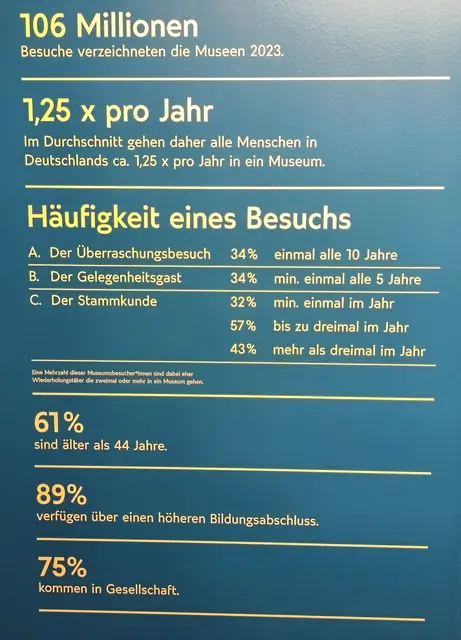 106 Millionen
Besuche verzeichneten die Museen 2023.
1,25 x pro Jahr
Im Durchschnitt gehen daher alle Menschen in
Deutschlands ca. 1,25 x pro Jahr in ein Museum.
Häufigkeit eines Besuchs
A. Der Überraschungsbesuch 34% einmal alle 10 Jahre
B. Der Gelegenheitsgast 34% min. einmal alle 5 Jahre
C. Der Stammkunde 32% min. einmal im Jahr
57% bis zu dreimal im Jahr
43% mehr als dreimal im Jahr
Eine Mehrzahl dieser Museumsbesucher*innen sind dabei eher
Wiederholungstäter die zweimal oder mehr in ein Museum gehen.
61%
sind älter als 44 Jahre.
89%
verfügen über einen höheren Bildungsabschluss.
75%
kommen in Gesellschaft.